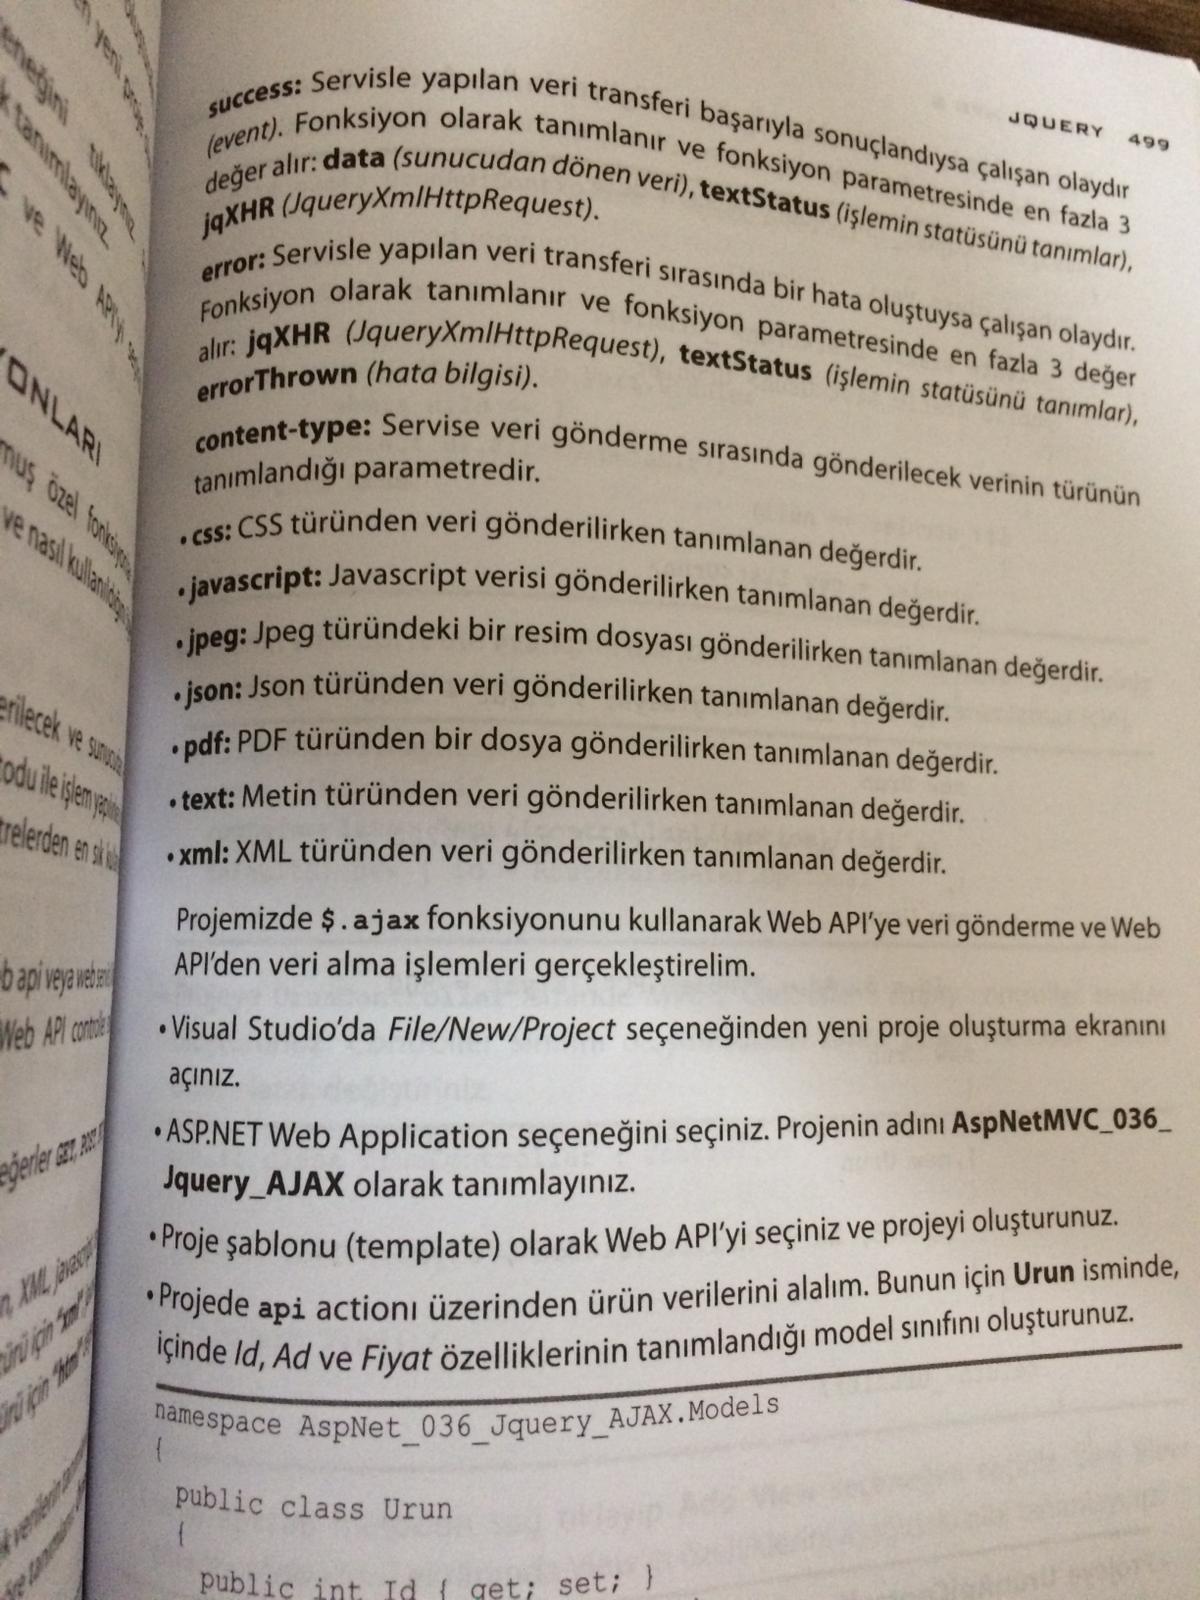 JQUERY 499
success: Servisle yapılan veri transferi başarıyla sonuçlandıysa çalışan olaydır
(event). Fonksiyon olarak tanımlanır ve fonksiyon parametresinde en fazla 3
değer alır: data (sunucudan dönen veri), textStatus (işlemin statüsünü tanımlar),
jqXHR (JqueryXmlHttpRequest).
error: Servisle yapılan veri transferi sırasında bir hata oluştuysa çalışan olaydır.
Fonksiyon olarak tanımlanır ve fonksiyon parametresinde en fazla 3 değer
alır: jqXHR (JqueryXmlHttpRequest), textStatus (işlemin statüsünü tanımlar),
errorThrown (hata bilgisi).
content-type: Servise veri gönderme sırasında gönderilecek verinin türünün
tanımlandığı parametredir.
• css: CSS türünden veri gönderilirken tanımlanan değerdir.
• javascript: Javascript verisi gönderilirken tanımlanan değerdir.
• jpeg: Jpeg türündeki bir resim dosyası gönderilirken tanımlanan değerdir.
• json: Json türünden veri gönderilirken tanımlanan değerdir.
• pdf: PDF türünden bir dosya gönderilirken tanımlanan değerdir.
• text: Metin türünden veri gönderilirken tanımlanan değerdir.
• xml: XML türünden veri gönderilirken tanımlanan değerdir.
Projemizde $.ajax fonksiyonunu kullanarak Web API'ye veri gönderme ve Web
API'den veri alma işlemleri gerçekleştirelim.
• Visual Studio'da File/New/Project seçeneğinden yeni proje oluşturma ekranını
açınız.
• ASP.NET Web Application seçeneğini seçiniz. Projenin adını AspNetMVC_036_
Jquery_AJAX olarak tanımlayınız.
• Proje şablonu (template) olarak Web API'yi seçiniz ve projeyi oluşturunuz.
• Projede api actionı üzerinden ürün verilerini alalım. Bunun için Urun isminde,
içinde Id, Ad ve Fiyat özelliklerinin tanımlandığı model sınıfını oluşturunuz.
namespace AspNet_036_Jquery_AJAX.Models
{
public class Urun
{
public int Id { get; set; }